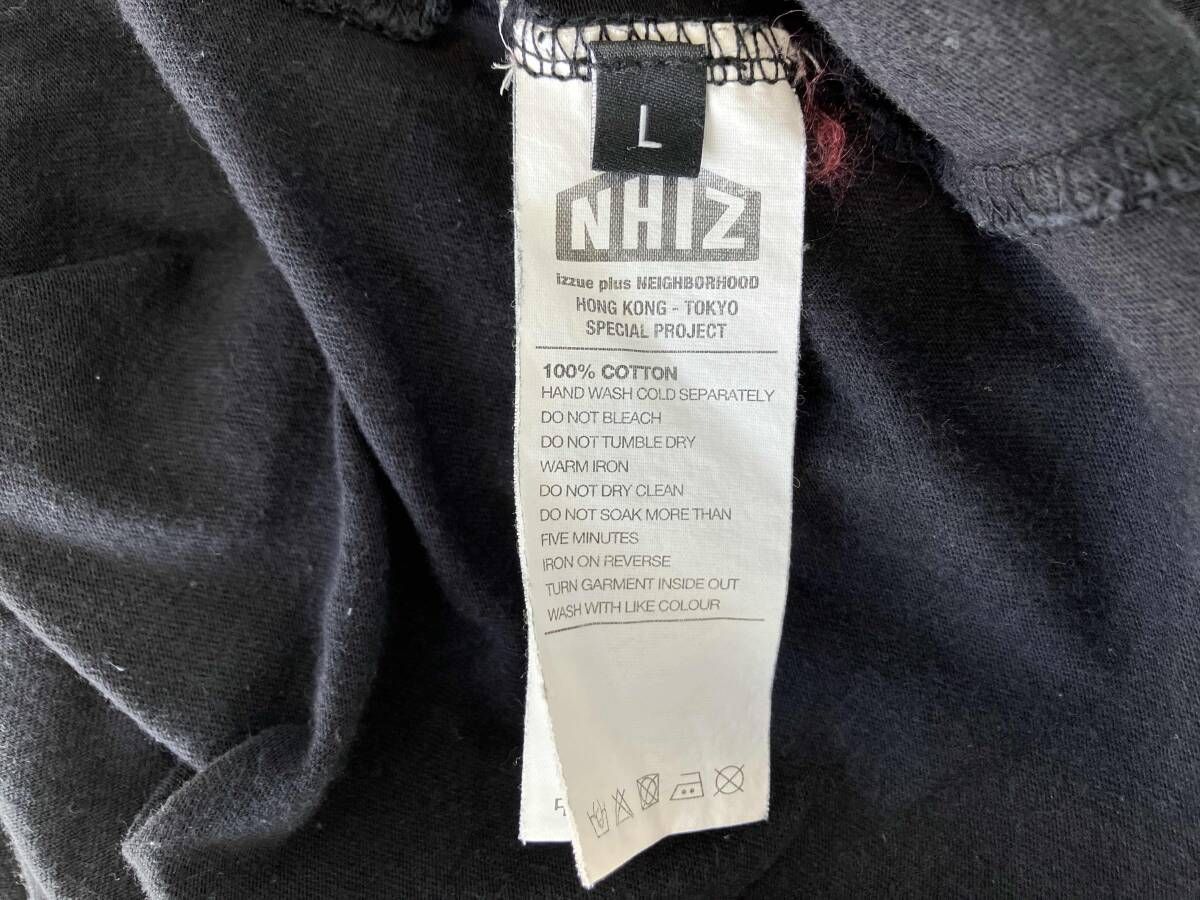 L
NHIZ
izzue plus NEIGHBORHOOD
HONG KONG - TOKYO
SPECIAL PROJECT
100% COTTON
HAND WASH COLD SEPARATELY
DO NOT BLEACH
DO NOT TUMBLE DRY
WARM IRON
DO NOT DRY CLEAN
DO NOT SOAK MORE THAN
FIVE MINUTES
IRON ON REVERSE
TURN GARMENT INSIDE OUT
WASH WITH LIKE COLOUR